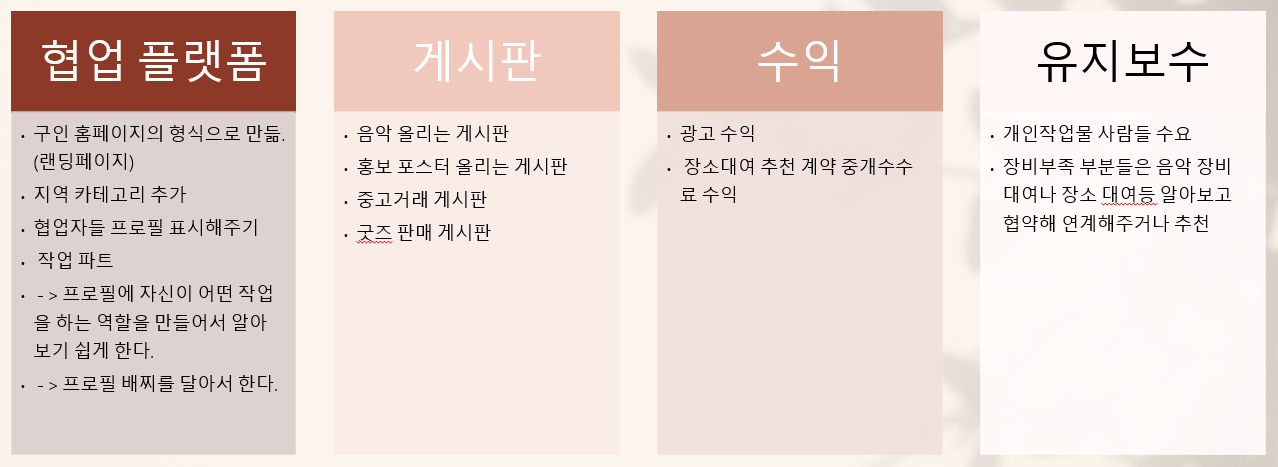 협업 플랫폼
• 구인 홈페이지의 형식으로 만듦.
(랜딩페이지)
• 지역 카테고리 추가
• 협업자들 프로필 표시해주기
• 작업 파트
• -> 프로필에 자신이 어떤 작업
을 하는 역할을 만들어서 알아
보기 쉽게 한다.
• -> 프로필 배찌를 달아서 한다.
게시판
• 음악 올리는 게시판
• 홍보 포스터 올리는 게시판
• 중고거래 게시판
• 굿즈 판매 게시판
수익
• 광고 수익
• 장소대여 추천 계약 중개수수
료 수익
유지보수
• 개인작업물 사람들 수요
• 장비부족 부분들은 음악 장비
대여나 장소 대여등 알아보고
협약해 연계해주거나 추천